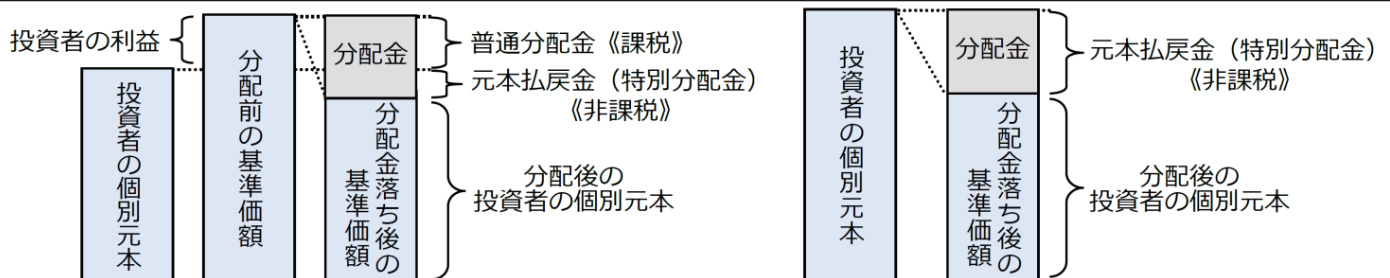 投資者の利益
投資者の個別元本
分配前の基準価額
分配金
分配金落ち後の
基準価額
普通分配金《課税》
元本払戻金（特別分配金）
《非課税》
分配後の
投資者の個別元本
投資者の個別元本
分配金
分配金落ち後の
基準価額
元本払戻金（特別分配金）
《非課税》
分配後の
投資者の個別元本